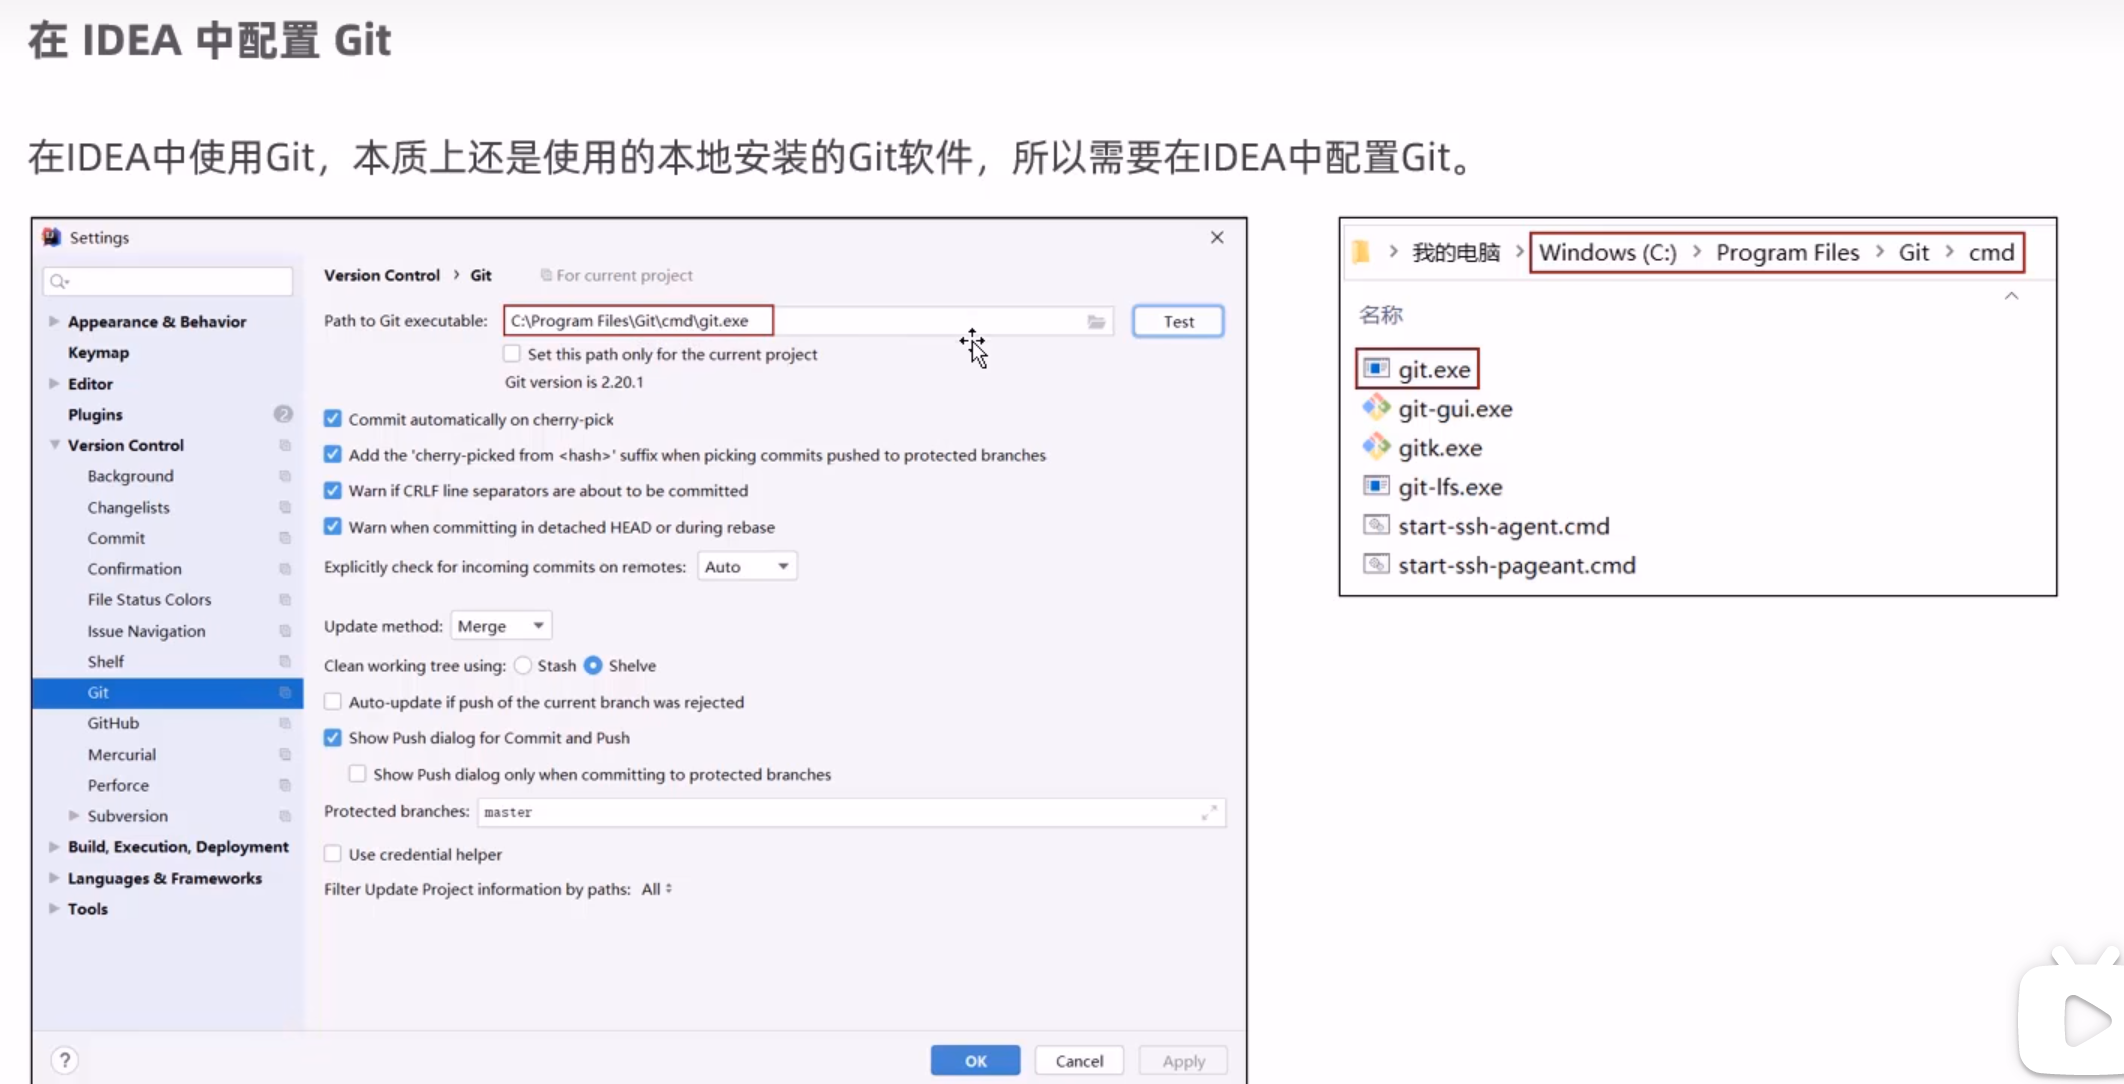 在 IDEA 中配置 Git
在IDEA中使用Git，本质上还是使用的本地安装的Git软件，所以需要在IDEA中配置Git。
Settings
Appearance & Behavior
Keymap
Editor
Plugins 2
Version Control
Background
Changelists
Commit
Confirmation
File Status Colors
Issue Navigation
Shelf
Git
GitHub
Mercurial
Perforce
Subversion
Build, Execution, Deployment
Languages & Frameworks
Tools
Version Control › Git For current project
Path to Git executable: C:\Program Files\Git\cmd\git.exe Test
Set this path only for the current project
Git version is 2.20.1
Commit automatically on cherry-pick
Add the 'cherry-picked from <hash>' suffix when picking commits pushed to protected branches
Warn if CRLF line separators are about to be committed
Warn when committing in detached HEAD or during rebase
Explicitly check for incoming commits on remotes: Auto
Update method: Merge
Clean working tree using: Stash Shelve
Auto-update if push of the current branch was rejected
Show Push dialog for Commit and Push
Show Push dialog only when committing to protected branches
Protected branches: master
Use credential helper
Filter Update Project information by paths: All
? OK Cancel Apply
› 我的电脑 › Windows (C:) › Program Files › Git › cmd
名称
git.exe
git-gui.exe
gitk.exe
git-lfs.exe
start-ssh-agent.cmd
start-ssh-pageant.cmd